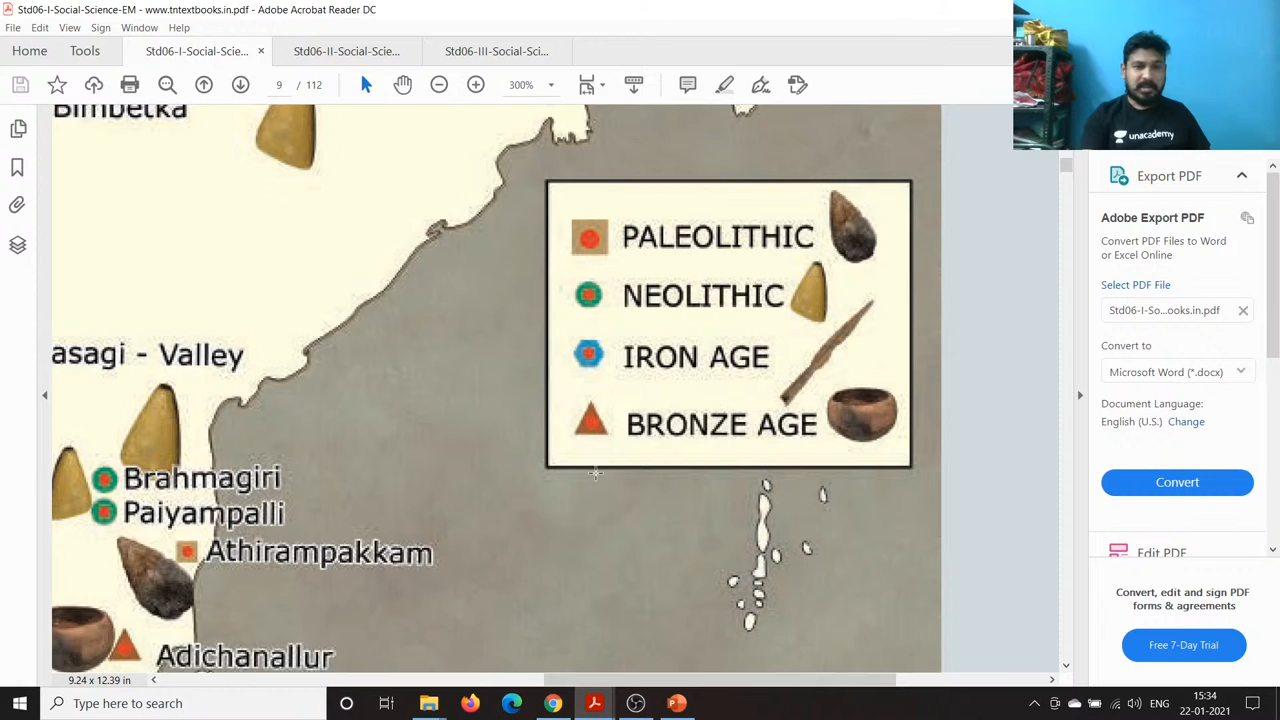 Std06-I-Social-Science-EM - www.tntextbooks.in.pdf - Adobe Acrobat Reader DC
File Edit View Sign Window Help
Home Tools Std06-I-Social-Scie... × Std06-II-Social-Scie... Std06-III-Social-Sci...
9 / 112 300%
Bimbetka
PALEOLITHIC
NEOLITHIC
IRON AGE
BRONZE AGE
asagi - Valley
Brahmagiri
Paiyampalli
Athirampakkam
Adichanallur
unacademy
Export PDF
Adobe Export PDF
Convert PDF Files to Word
or Excel Online
Select PDF File
Std06-I-So...ooks.in.pdf
Convert to
Microsoft Word (*.docx)
Document Language:
English (U.S.) Change
Convert
Edit PDF
Convert, edit and sign PDF
forms & agreements
Free 7-Day Trial
9.24 x 12.39 in
Type here to search
ENG
15:34
22-01-2021